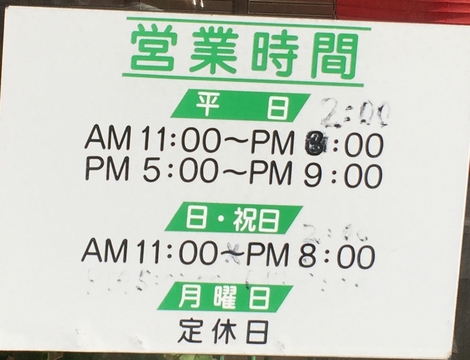 営業時間
平日 2:00
AM 11:00〜PM 8:00
PM 5:00〜PM 9:00
日・祝日
AM 11:00〜PM 8:00
月曜日
定休日